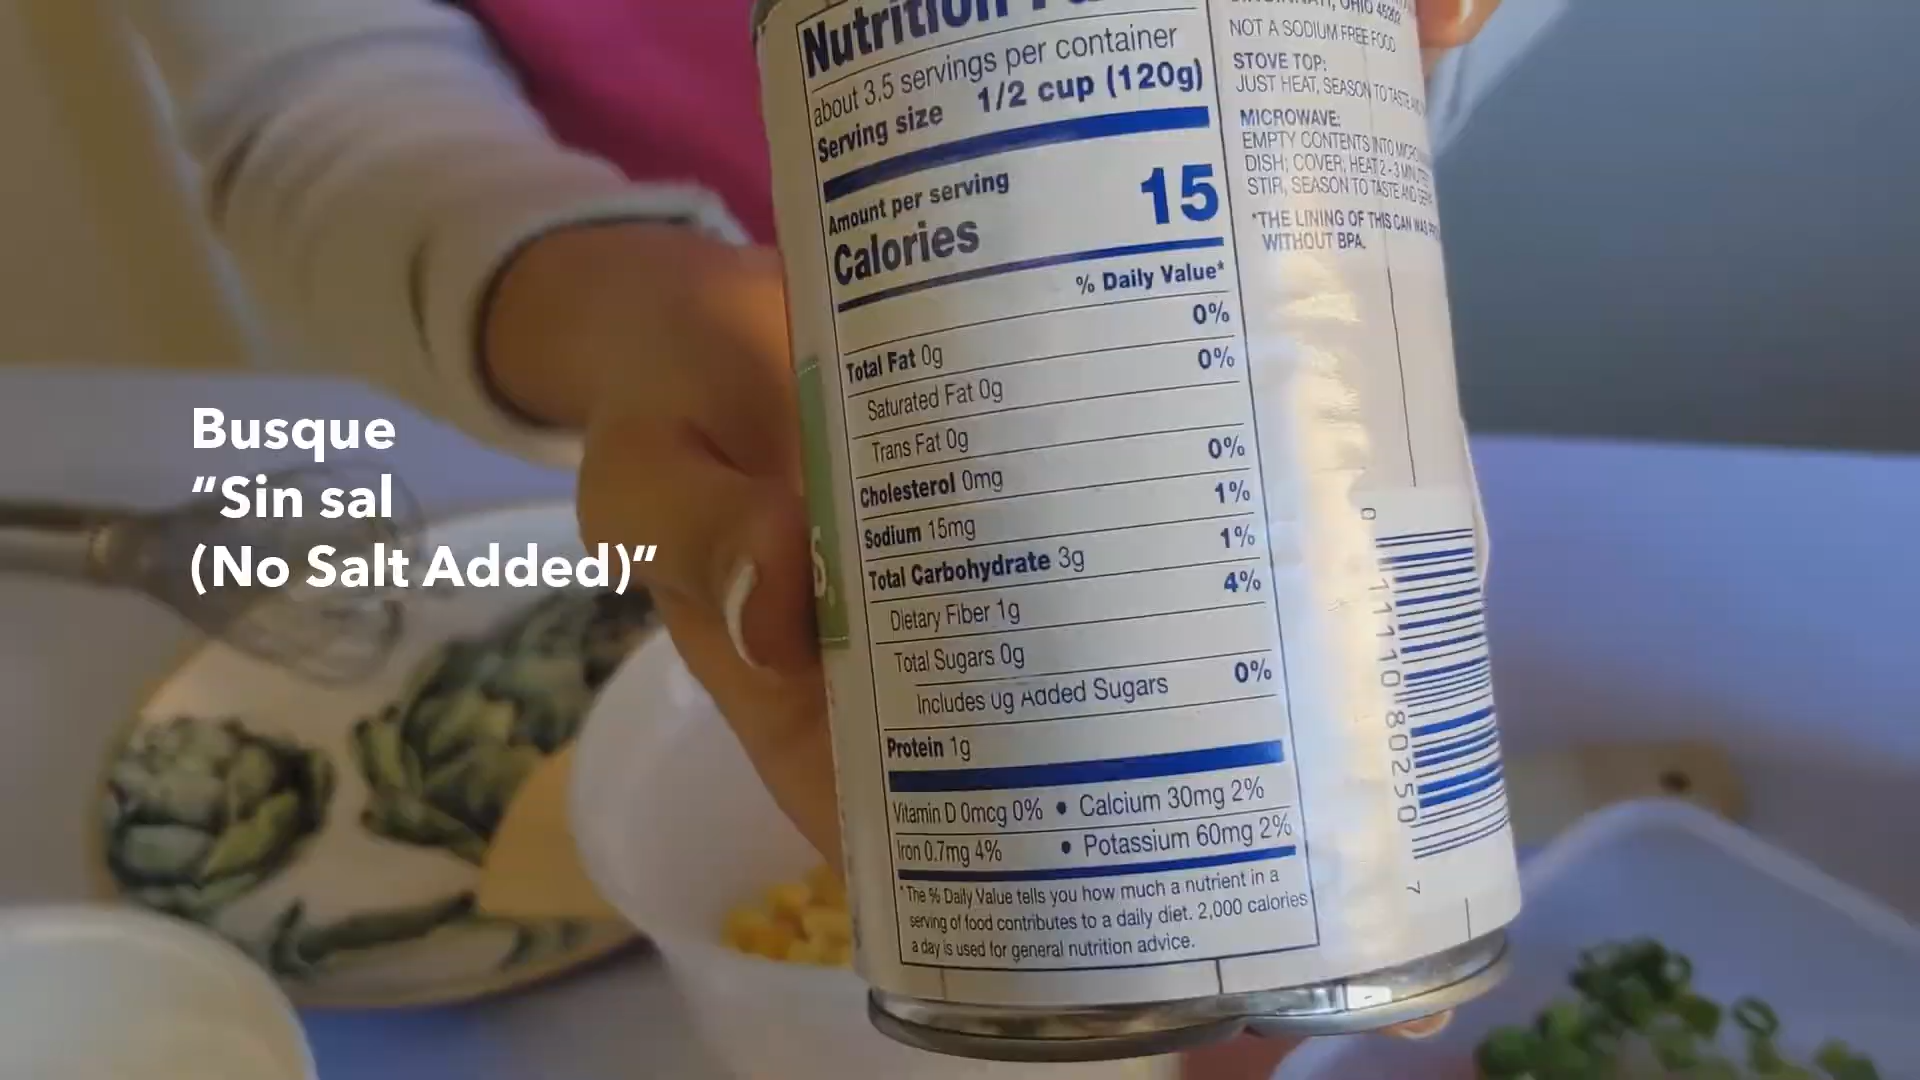 Busque
“Sin sal
(No Salt Added)”
Nutrition
about 3.5 servings per container
Serving size 1/2 cup (120g)
Amount per serving
Calories 15
% Daily Value*
Total Fat 0g 0%
Saturated Fat 0g 0%
Trans Fat 0g
Cholesterol 0mg 0%
Sodium 15mg 1%
Total Carbohydrate 3g 1%
Dietary Fiber 1g 4%
Total Sugars 0g
Includes 0g Added Sugars 0%
Protein 1g
Vitamin D 0mcg 0% • Calcium 30mg 2%
Iron 0.7mg 4% • Potassium 60mg 2%
*The % Daily Value tells you how much a nutrient in a
serving of food contributes to a daily diet. 2,000 calories
a day is used for general nutrition advice.
OHIO
NOT A SODIUM FREE FOOD
STOVE TOP:
JUST HEAT, SEASON TO TASTE
MICROWAVE:
EMPTY CONTENTS INTO
DISH; COVER, HEAT 2 - 3
STIR, SEASON TO TASTE AND
*THE LINING OF THIS CAN WAS
WITHOUT BPA.
0 11110 80250 7
S.